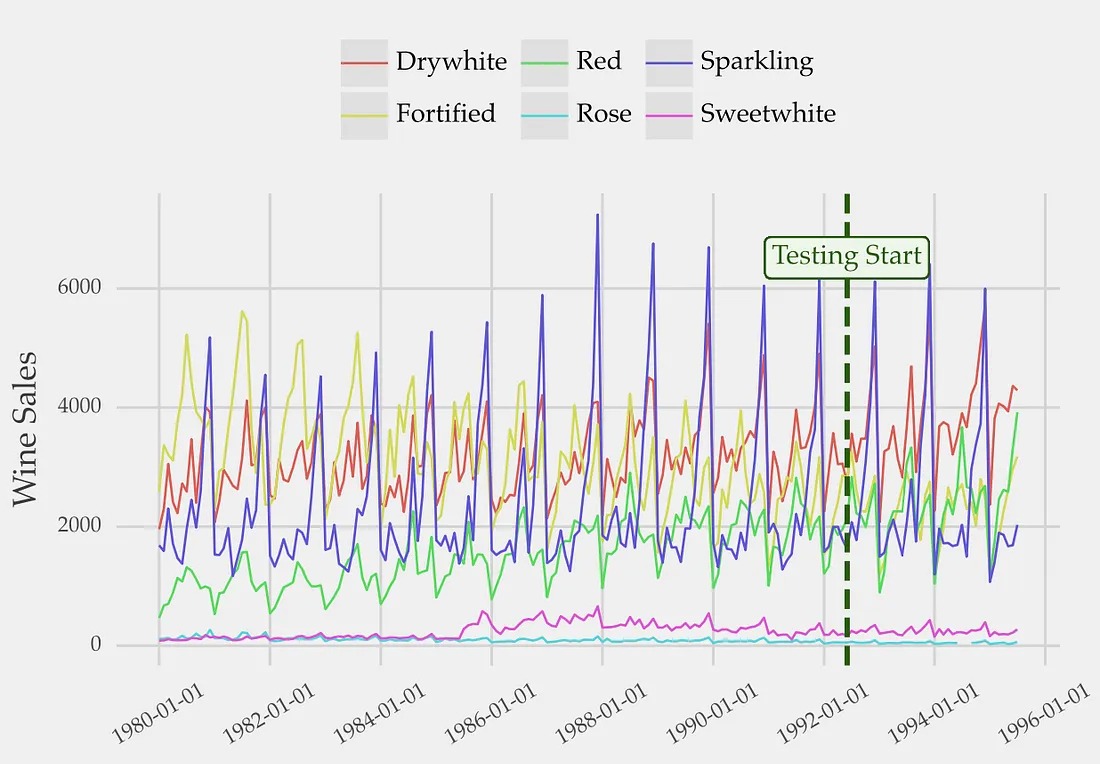 Drywhite Red Sparkling
Fortified Rose Sweetwhite
Testing Start
6000
4000
2000
0
Wine Sales
1980-01-01 1982-01-01 1984-01-01 1986-01-01 1988-01-01 1990-01-01 1992-01-01 1994-01-01 1996-01-01